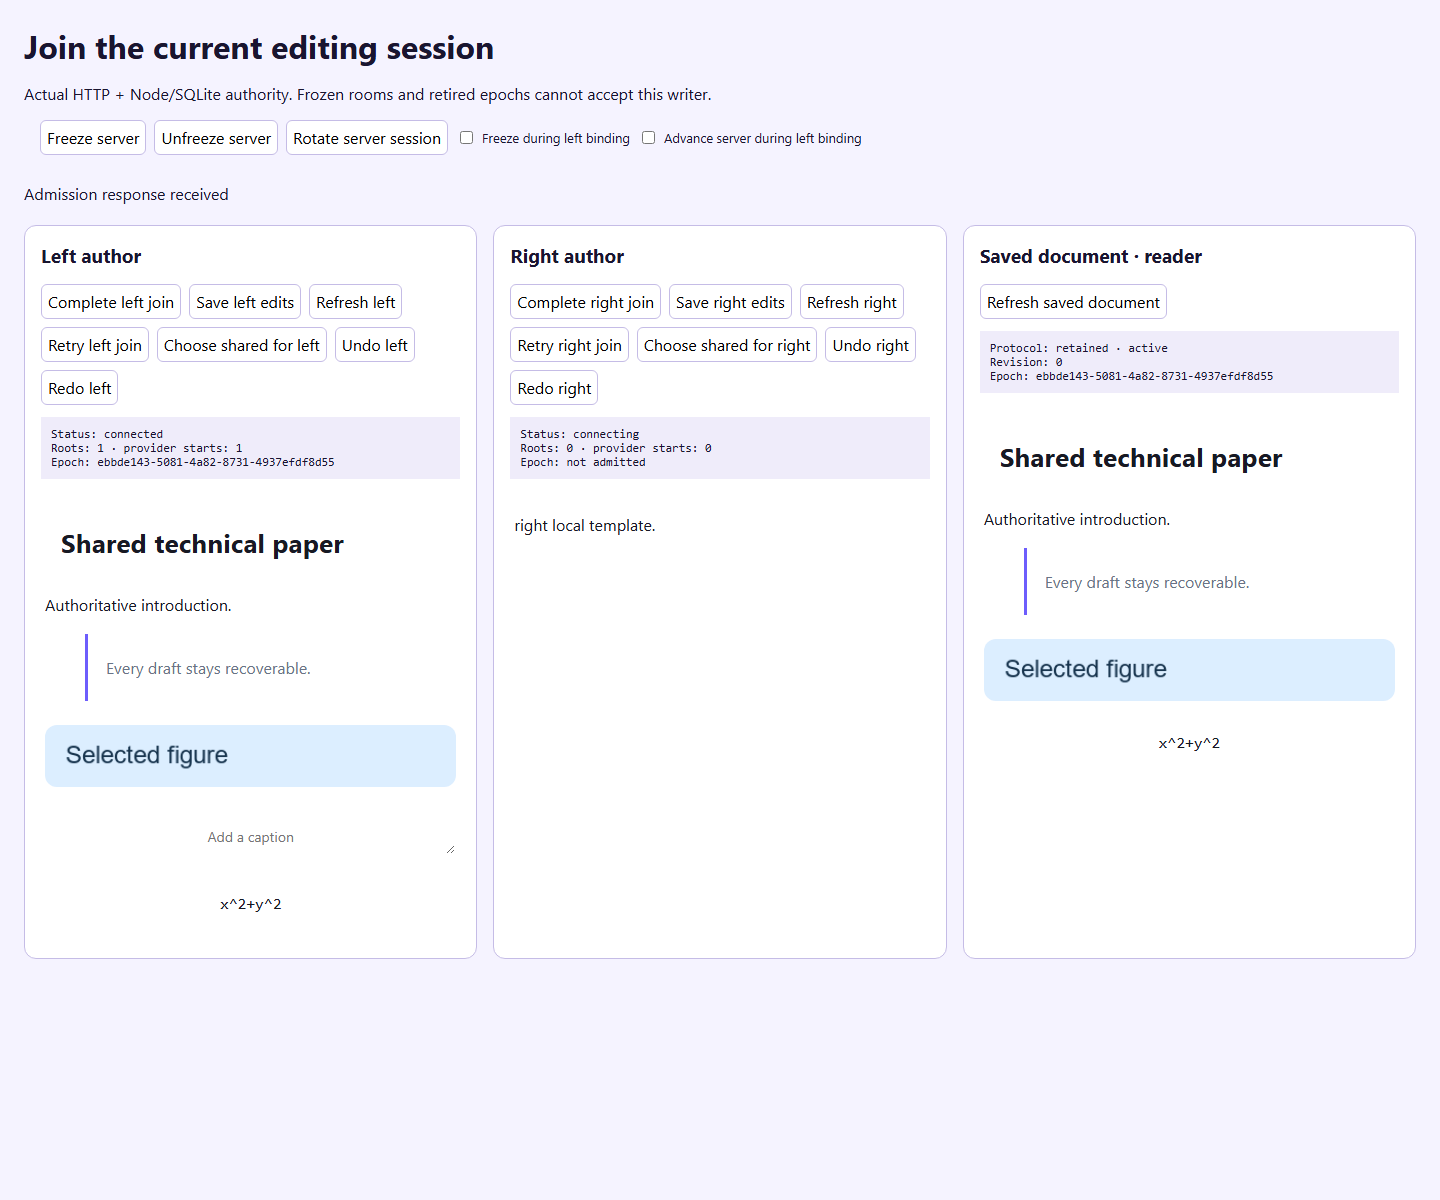 Join the current editing session
Actual HTTP + Node/SQLite authority. Frozen rooms and retired epochs cannot accept this writer.
Freeze server Unfreeze server Rotate server session Freeze during left binding Advance server during left binding
Admission response received
Left author
Complete left join Save left edits Refresh left
Retry left join Choose shared for left Undo left
Redo left
Status: connected
Roots: 1 · provider starts: 1
Epoch: ebbde143-5081-4a82-8731-4937efdf8d55
Shared technical paper
Authoritative introduction.
Every draft stays recoverable.
Selected figure
Add a caption
x^2+y^2
Right author
Complete right join Save right edits Refresh right
Retry right join Choose shared for right Undo right
Redo right
Status: connecting
Roots: 0 · provider starts: 0
Epoch: not admitted
right local template.
Saved document · reader
Refresh saved document
Protocol: retained · active
Revision: 0
Epoch: ebbde143-5081-4a82-8731-4937efdf8d55
Shared technical paper
Authoritative introduction.
Every draft stays recoverable.
Selected figure
x^2+y^2